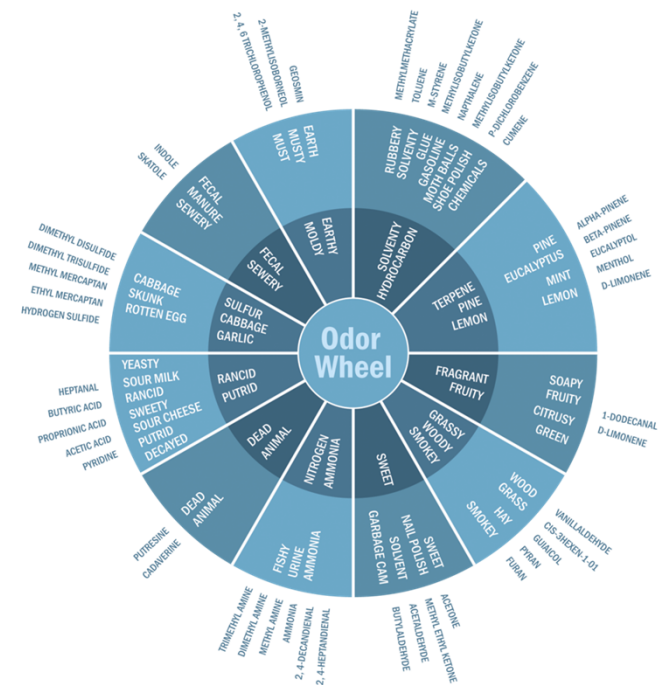 Odor
Wheel
SOLVENTY
HYDROCARBON
RUBBERY
SOLVENTY
GLUE
GASOLINE
MOTH BALLS
SHOE POLISH
CHEMICALS
METHYLMETHACRYLATE
TOLUENE
M-STYRENE
METHYLISOBUTYLKETONE
NAPTHALENE
METHYLISOBUTYLKETONE
P-DICHLOROBENZENE
CUMENE
TERPENE
PINE
LEMON
PINE
EUCALYPTUS
MINT
LEMON
ALPHA-PINENE
BETA-PINENE
EUCALYPTOL
MENTHOL
D-LIMONENE
FRAGRANT
FRUITY
SOAPY
FRUITY
CITRUSY
GREEN
1-DODECANAL
D-LIMONENE
GRASSY
WOODY
SMOKEY
WOOD
GRASS
HAY
SMOKEY
VANILLALDEHYDE
CIS-3HEXEN-1-01
GUIAICOL
PYRAN
FURAN
SWEET
SWEET
NAIL POLISH
SOLVENT
GARBAGE CAM
ACETONE
METHYL ETHYL KETONE
ACETALDEHYDE
BUTYLALDEHYDE
NITROGEN
AMMONIA
FISHY
URINE
AMMONIA
TRIMETHYL AMINE
DIMETHYL AMINE
METHYL AMINE
AMMONIA
2, 4-DECANDIENAL
2, 4-HEPTANDIENAL
DEAD
ANIMAL
DEAD
ANIMAL
PUTRESINE
CADAVERINE
RANCID
PUTRID
YEASTY
SOUR MILK
RANCID
SWEETY
SOUR CHEESE
PUTRID
DECAYED
HEPTANAL
BUTYRIC ACID
PROPRIONIC ACID
ACETIC ACID
PYRIDINE
SULFUR
CABBAGE
GARLIC
CABBAGE
SKUNK
ROTTEN EGG
DIMETHYL DISULFIDE
DIMETHYL TRISULFIDE
METHYL MERCAPTAN
ETHYL MERCAPTAN
HYDROGEN SULFIDE
FECAL
SEWERY
FECAL
MANURE
SEWERY
INDOLE
SKATOLE
EARTHY
MOLDY
EARTH
MUSTY
MUST
GEOSMIN
2-METHYLISOBORNEOL
2, 4, 6 TRICHLOROPHENOL